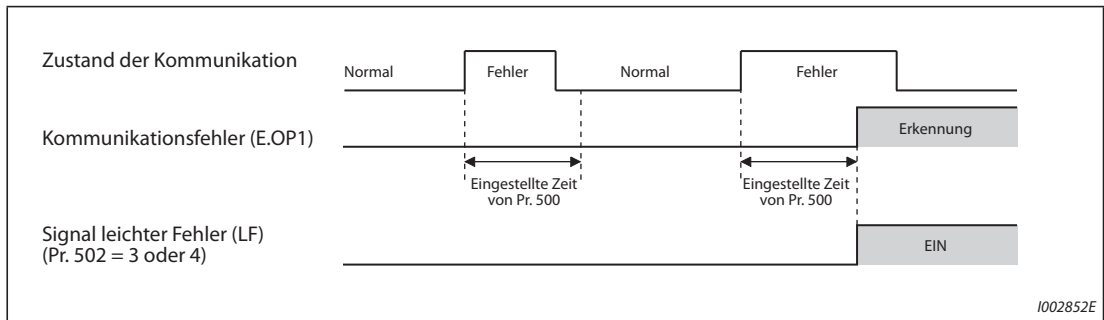 Zustand der Kommunikation
Normal
Fehler
Normal
Fehler
Kommunikationsfehler (E.OP1)
Erkennung
Eingestellte Zeit
von Pr. 500
Eingestellte Zeit
von Pr. 500
Signal leichter Fehler (LF)
(Pr. 502 = 3 oder 4)
EIN
I002852E